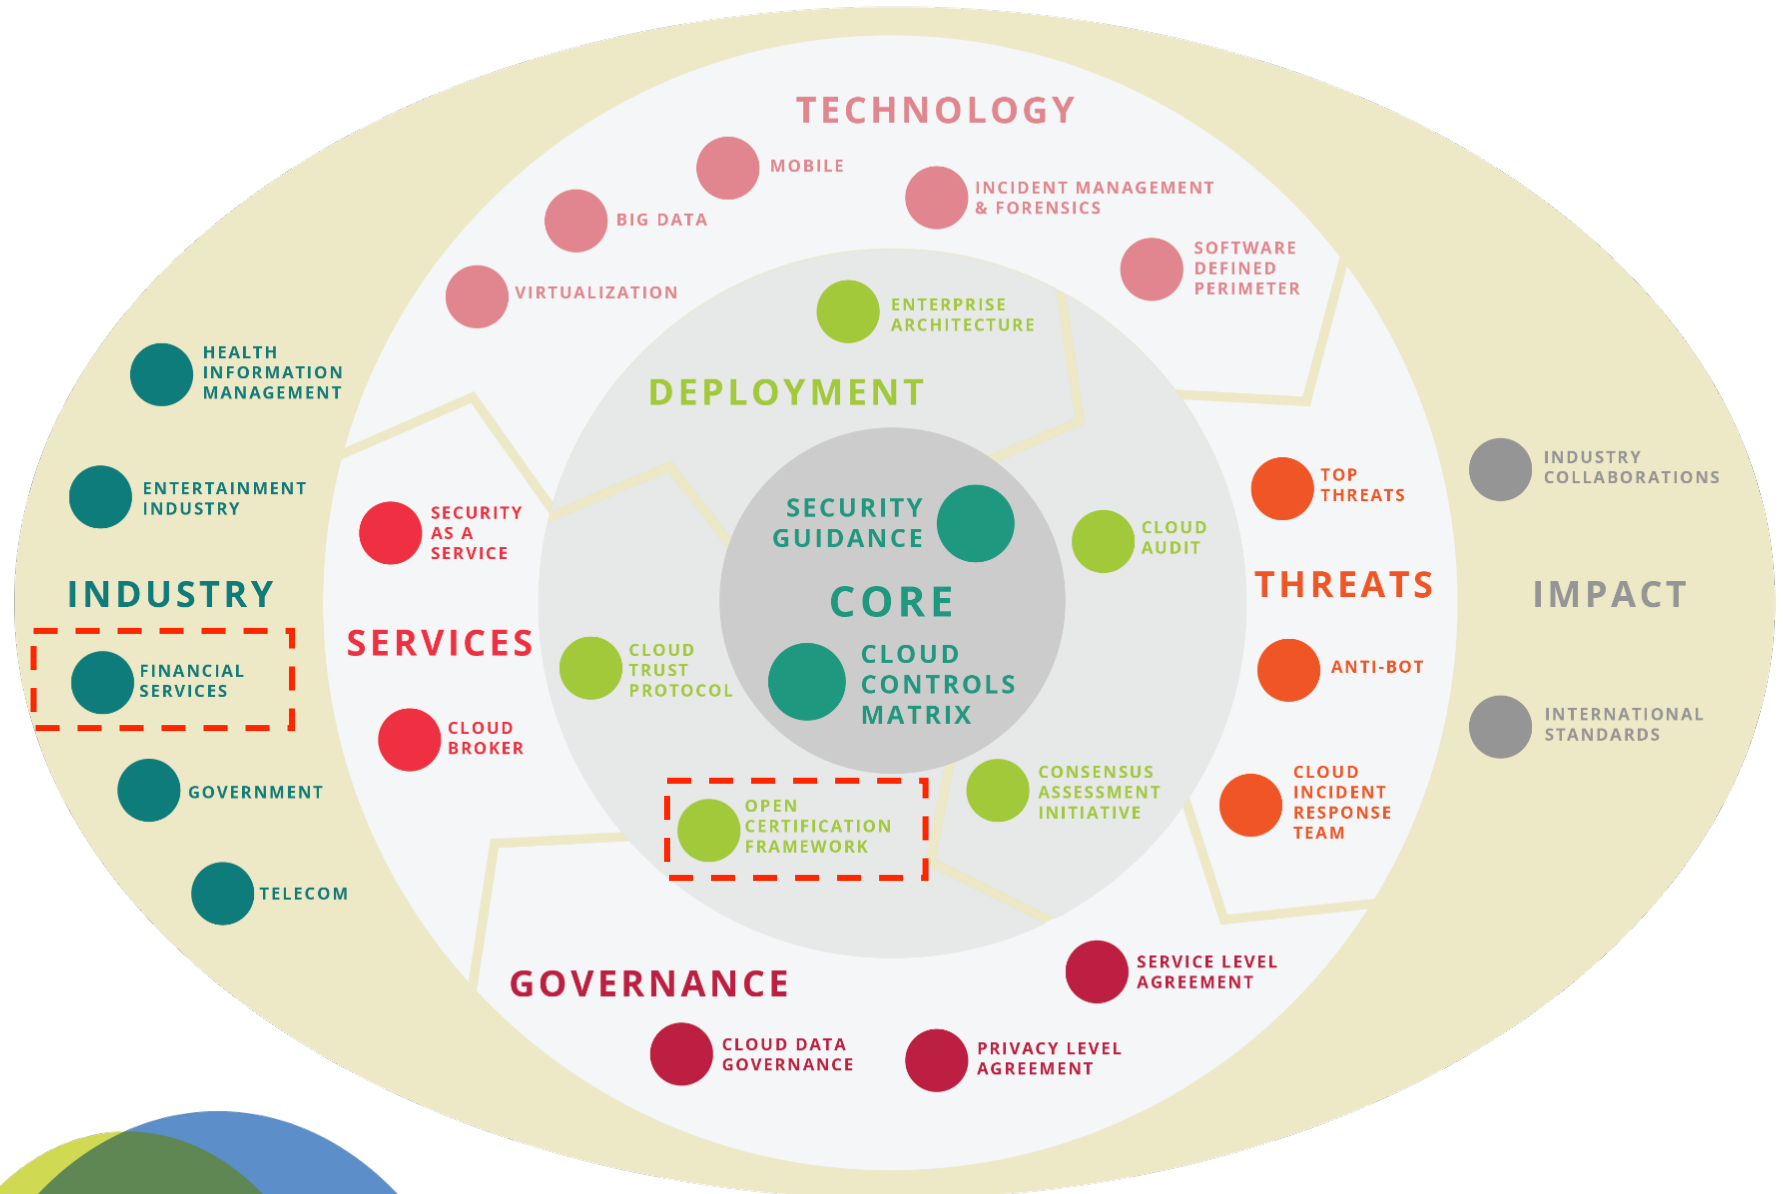 TECHNOLOGY
MOBILE
INCIDENT MANAGEMENT
& FORENSICS
BIG DATA
SOFTWARE
DEFINED
PERIMETER
VIRTUALIZATION
ENTERPRISE
ARCHITECTURE
DEPLOYMENT
HEALTH
INFORMATION
MANAGEMENT
ENTERTAINMENT
INDUSTRY
INDUSTRY
FINANCIAL
SERVICES
GOVERNMENT
TELECOM
SECURITY
AS A
SERVICE
SERVICES
CLOUD
BROKER
CLOUD
TRUST
PROTOCOL
SECURITY
GUIDANCE
CORE
CLOUD
CONTROLS
MATRIX
CLOUD
AUDIT
OPEN
CERTIFICATION
FRAMEWORK
CONSENSUS
ASSESSMENT
INITIATIVE
TOP
THREATS
THREATS
ANTI-BOT
CLOUD
INCIDENT
RESPONSE
TEAM
INDUSTRY
COLLABORATIONS
IMPACT
INTERNATIONAL
STANDARDS
GOVERNANCE
SERVICE LEVEL
AGREEMENT
CLOUD DATA
GOVERNANCE
PRIVACY LEVEL
AGREEMENT